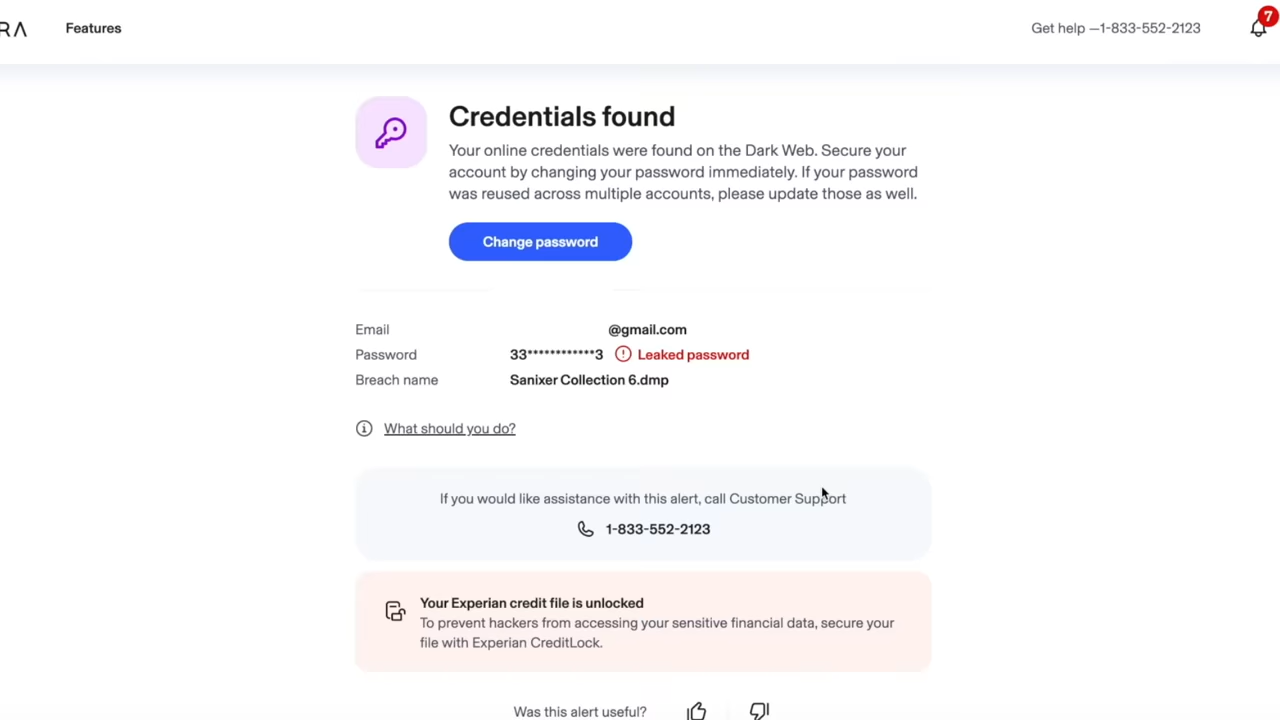 RA Features Get help —1-833-552-2123 7
Credentials found
Your online credentials were found on the Dark Web. Secure your
account by changing your password immediately. If your password
was reused across multiple accounts, please update those as well.
Change password
Email @gmail.com
Password 33************3 Leaked password
Breach name Sanixer Collection 6.dmp
What should you do?
If you would like assistance with this alert, call Customer Support
1-833-552-2123
Your Experian credit file is unlocked
To prevent hackers from accessing your sensitive financial data, secure your
file with Experian CreditLock.
Was this alert useful?